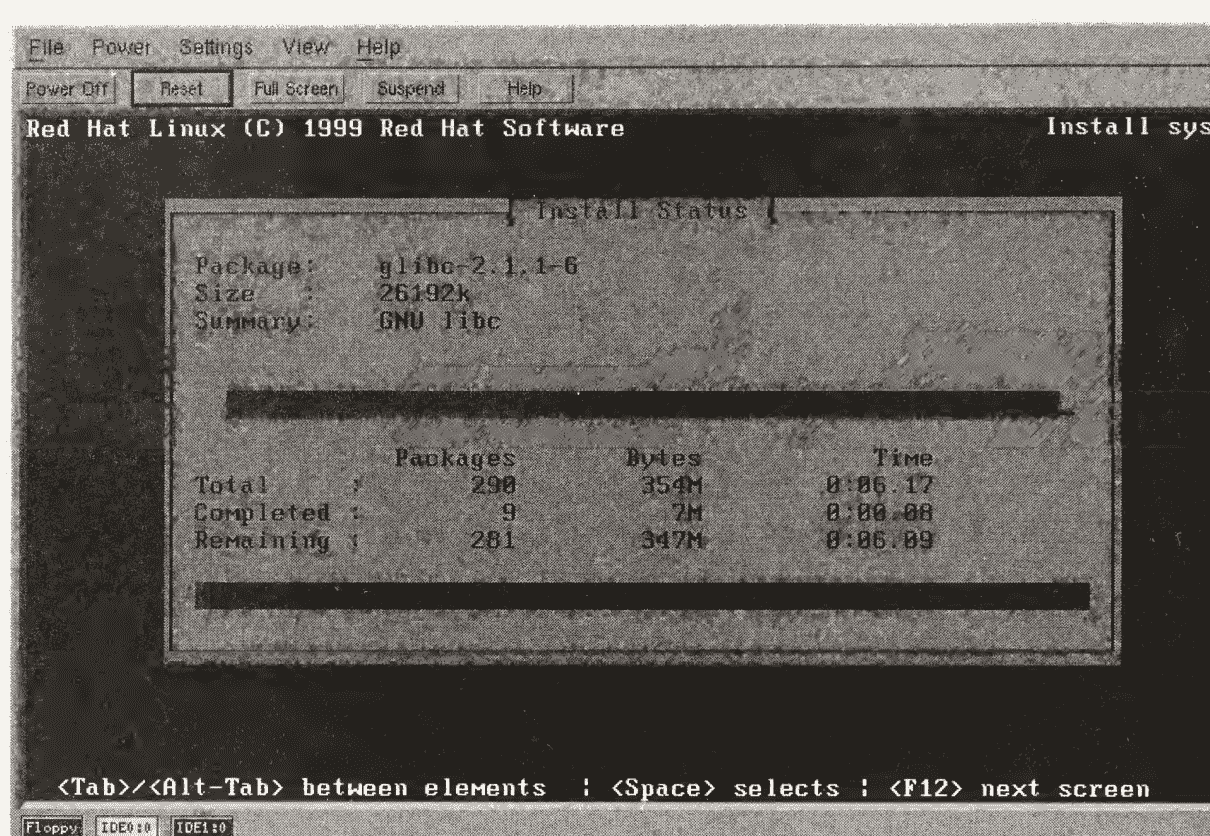 File Power Settings View Help
Power Off Reset Full Screen Suspend Help
Red Hat Linux (C) 1999 Red Hat Software Install sys
Install Status
Package: glibc-2.1.1-6
Size : 26192k
Summary: GNU libc
Packages Bytes Time
Total : 290 354M 0:06.17
Completed : 9 7M 0:00.08
Remaining : 281 347M 0:06.09
<Tab>/<Alt-Tab> between elements ¦ <Space> selects ¦ <F12> next screen
Floppy IDE0:0 IDE1:0